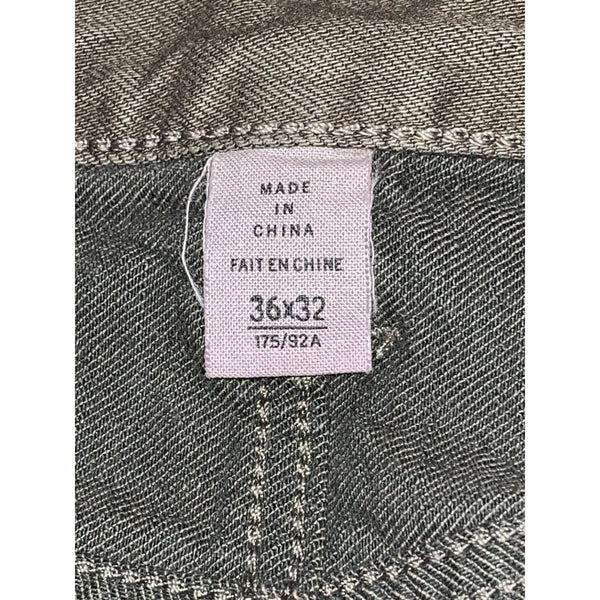 MADE
IN
CHINA
FAIT EN CHINE
36x32
175/92A